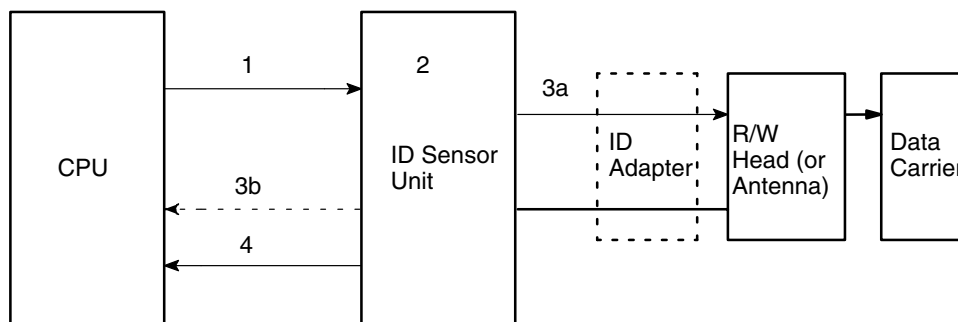 1
2
3a
CPU
ID Sensor
Unit
3b
4
ID
Adapter
R/W
Head (or
Antenna)
Data
Carrier